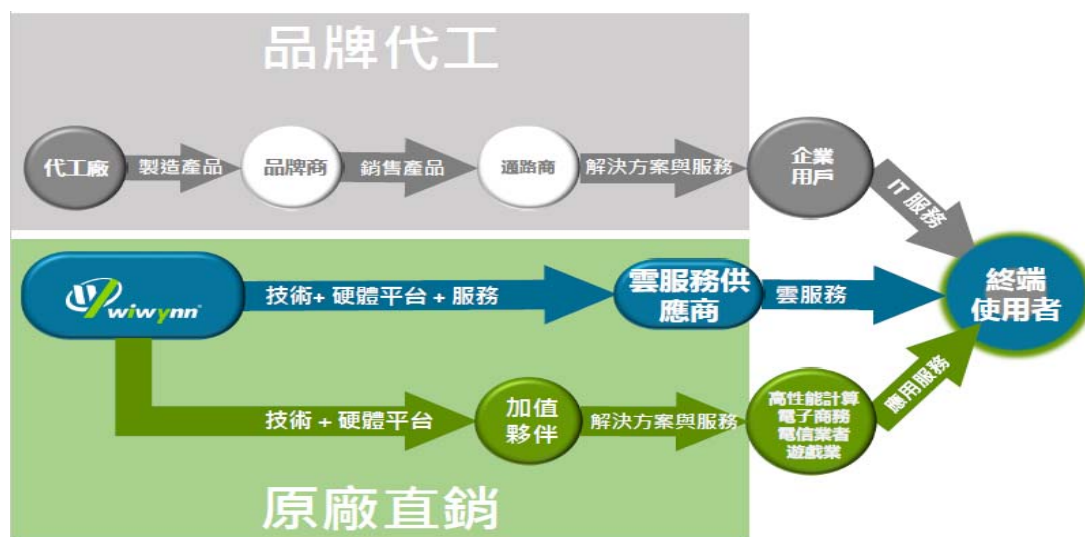 品牌代工
代工廠
製造產品
品牌商
銷售產品
通路商
解決方案與服務
企業
用戶
IT 服務
wiwynn
技術+ 硬體平台 + 服務
雲服務供
應商
雲服務
終端
使用者
技術 + 硬體平台
加值
夥伴
解決方案與服務
高性能計算
電子商務
電信業者
遊戲業
應用服務
原廠直銷